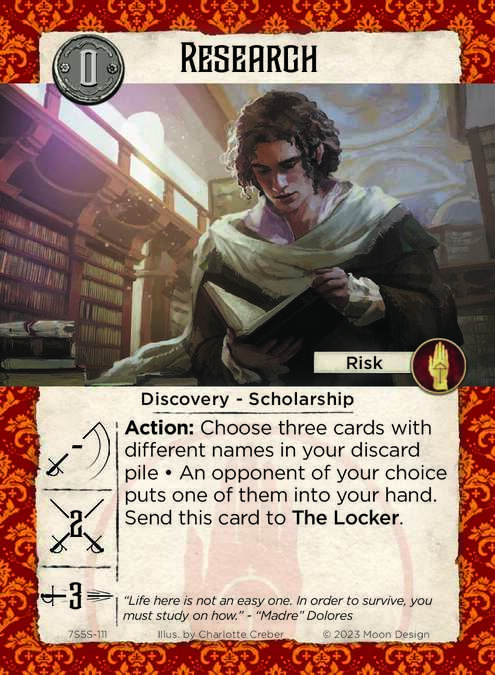 0
RESEARCH
Risk
Discovery - Scholarship
Action: Choose three cards with
different names in your discard
pile • An opponent of your choice
puts one of them into your hand.
Send this card to The Locker.
-
2
3
“Life here is not an easy one. In order to survive, you
must study on how.” - “Madre” Dolores
7S5S-111 Illus. by Charlotte Creber © 2023 Moon Design